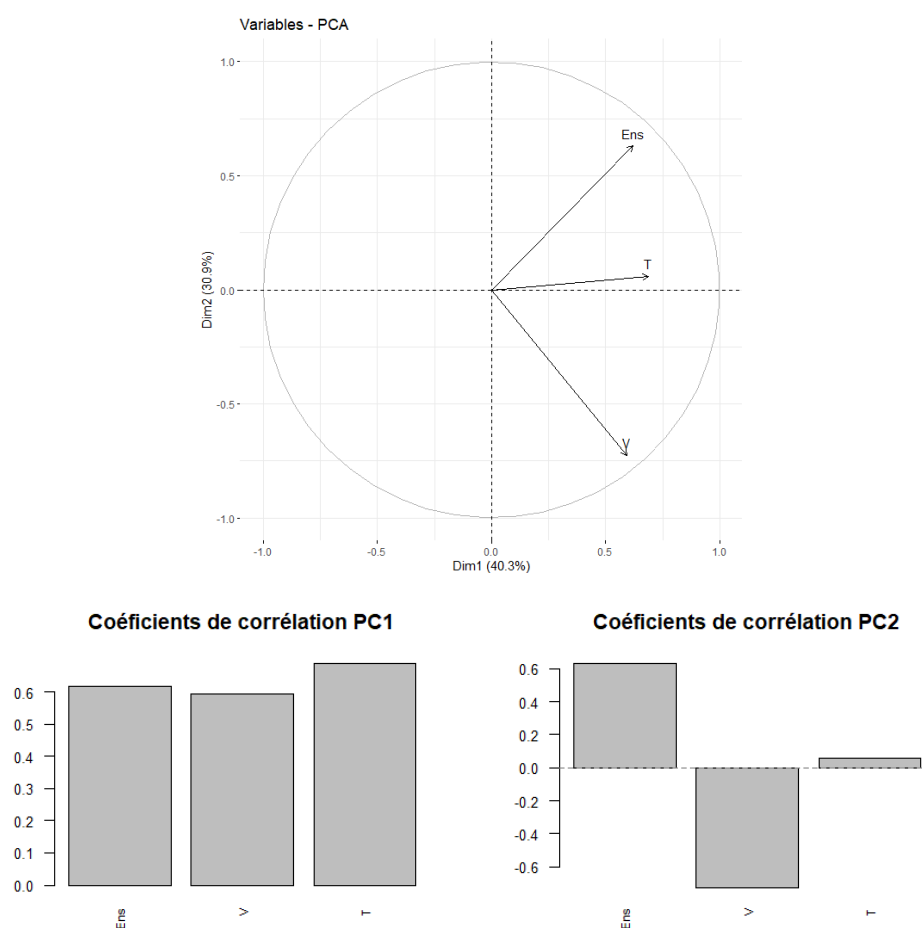 Variables - PCA
1.0
0.5
0.0
-0.5
-1.0
Dim2 (30.9%)
Ens
T
V
-1.0 -0.5 0.0 0.5 1.0
Dim1 (40.3%)
Coéficients de corrélation PC1
0.6
0.5
0.4
0.3
0.2
0.1
0.0
Ens V T
Coéficients de corrélation PC2
0.6
0.4
0.2
0.0
-0.2
-0.4
-0.6
Ens V T